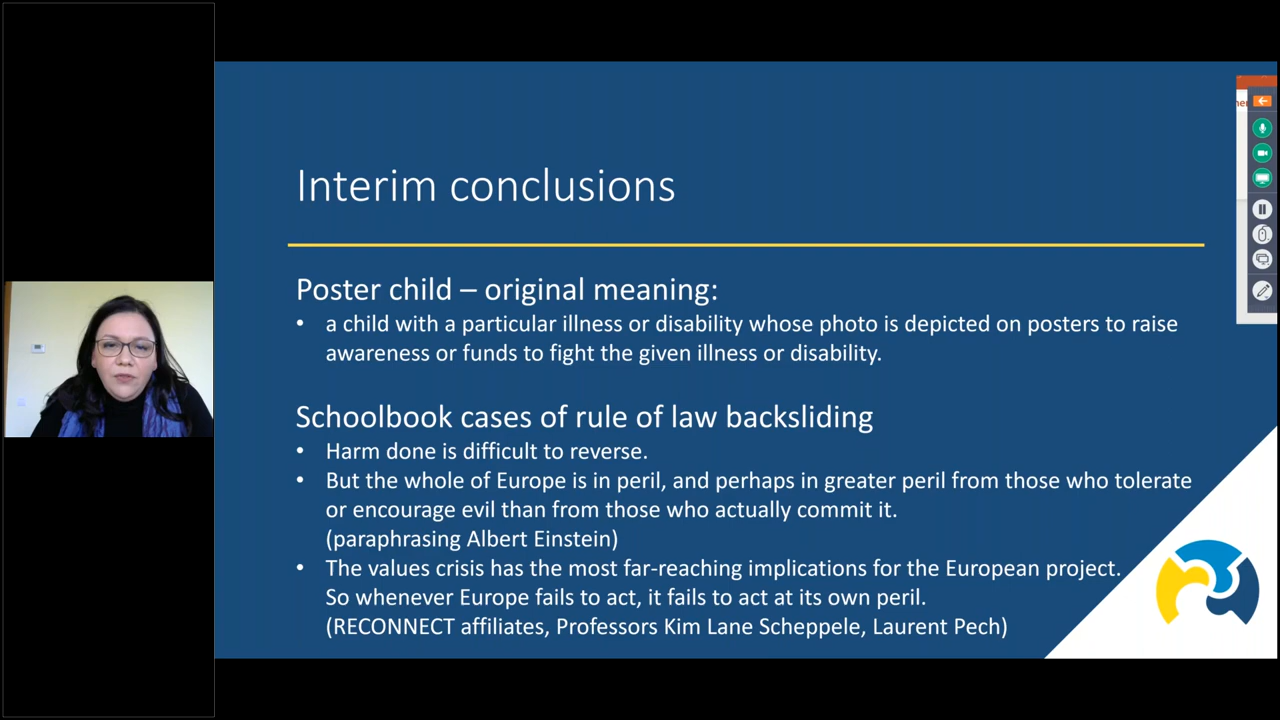 Interim conclusions
Poster child – original meaning:
• a child with a particular illness or disability whose photo is depicted on posters to raise
awareness or funds to fight the given illness or disability.
Schoolbook cases of rule of law backsliding
• Harm done is difficult to reverse.
• But the whole of Europe is in peril, and perhaps in greater peril from those who tolerate
or encourage evil than from those who actually commit it.
(paraphrasing Albert Einstein)
• The values crisis has the most far-reaching implications for the European project.
So whenever Europe fails to act, it fails to act at its own peril.
(RECONNECT affiliates, Professors Kim Lane Scheppele, Laurent Pech)